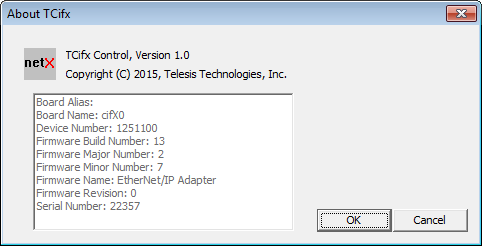 About TCifx
netX
TCifx Control, Version 1.0
Copyright (C) 2015, Telesis Technologies, Inc.
Board Alias:
Board Name: cifX0
Device Number: 1251100
Firmware Build Number: 13
Firmware Major Number: 2
Firmware Minor Number: 7
Firmware Name: EtherNet/IP Adapter
Firmware Revision: 0
Serial Number: 22357
OK
Cancel